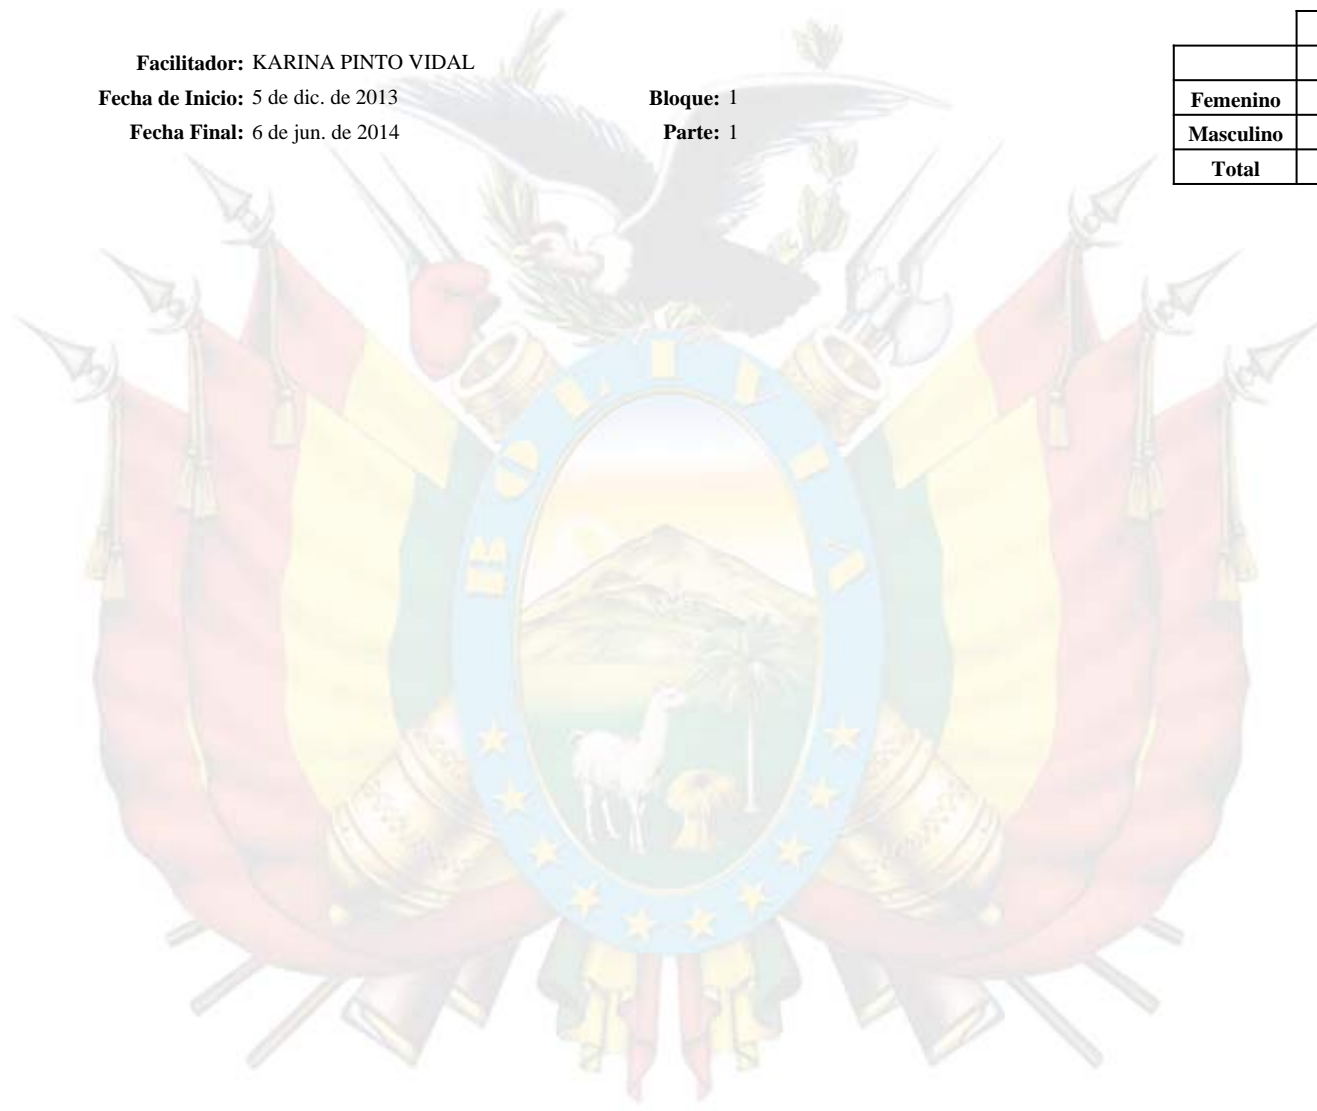 Facilitador: KARINA PINTO VIDAL
Fecha de Inicio: 5 de dic. de 2013 Bloque: 1
Fecha Final: 6 de jun. de 2014 Parte: 1
Femenino
Masculino
Total
BOLIVIA